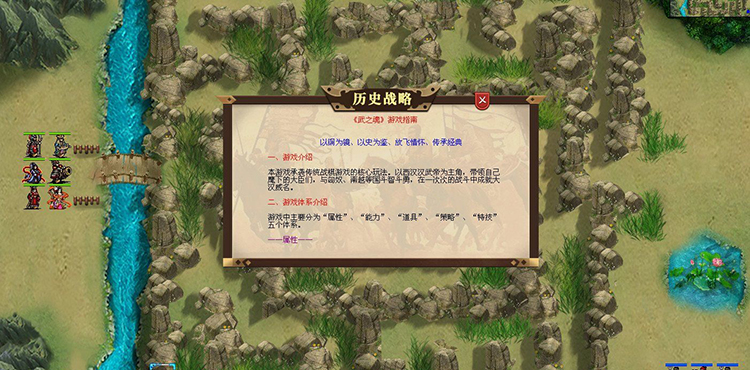 历史战略
《武之魂》游戏指南
以铜为镜、以史为鉴、放飞情怀、传承经典
一、游戏介绍
本游戏承袭传统战棋游戏的核心玩法。以西汉汉武帝为主角，带领自己
麾下的大臣们，与匈奴、南越等国斗智斗勇，在一次次的战斗中成就大
汉威名。
二、游戏体系介绍
游戏中主要分为“属性”、“能力”、“道具”、“策略”、“特技”
五个体系。
——属性——